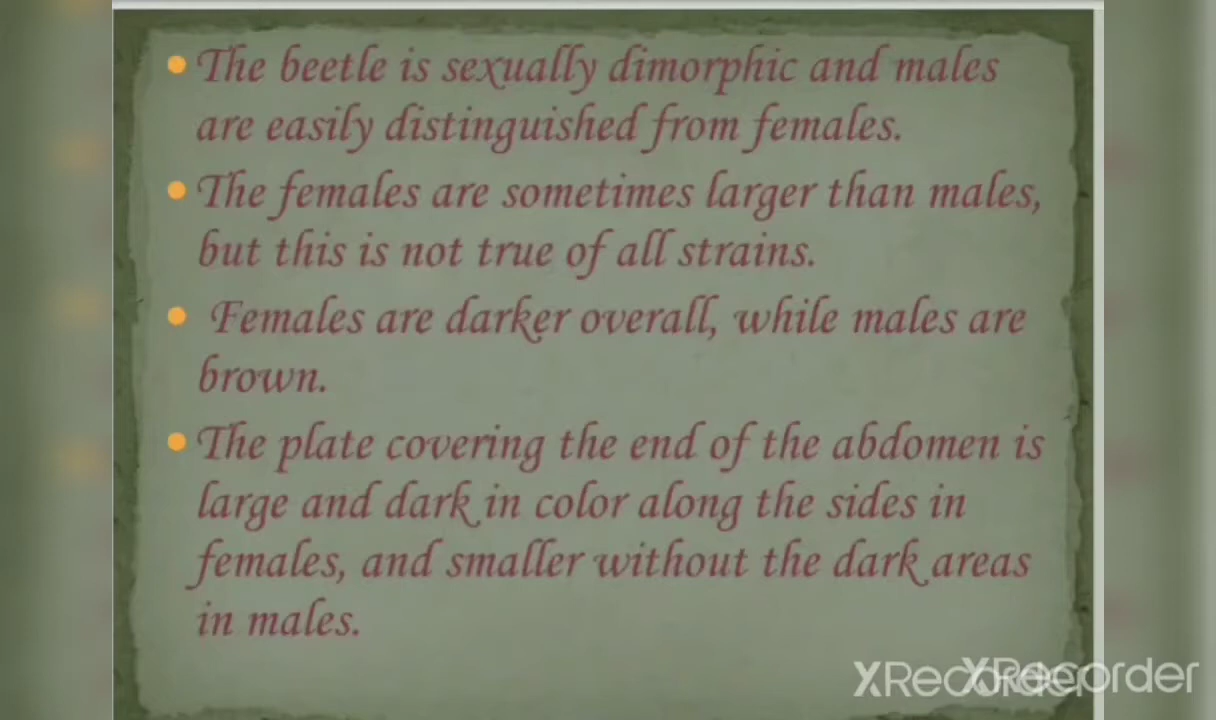 The beetle is sexually dimorphic and males
are easily distinguished from females.
The females are sometimes larger than males,
but this is not true of all strains.
Females are darker overall, while males are
brown.
The plate covering the end of the abdomen is
large and dark in color along the sides in
females, and smaller without the dark areas
in males.
XRecorder XRecorder